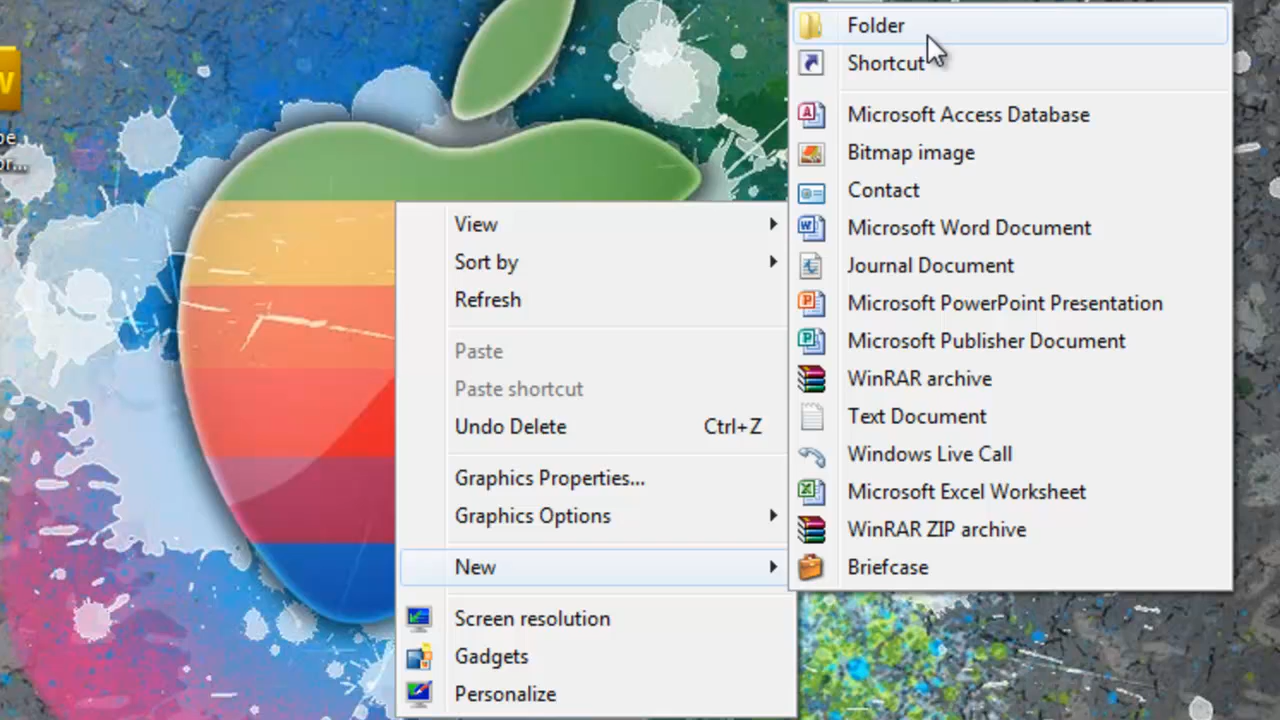 View
Sort by
Refresh
Paste
Paste shortcut
Undo Delete Ctrl+Z
Graphics Properties...
Graphics Options
New
Screen resolution
Gadgets
Personalize
Folder
Shortcut
Microsoft Access Database
Bitmap image
Contact
Microsoft Word Document
Journal Document
Microsoft PowerPoint Presentation
Microsoft Publisher Document
WinRAR archive
Text Document
Windows Live Call
Microsoft Excel Worksheet
WinRAR ZIP archive
Briefcase